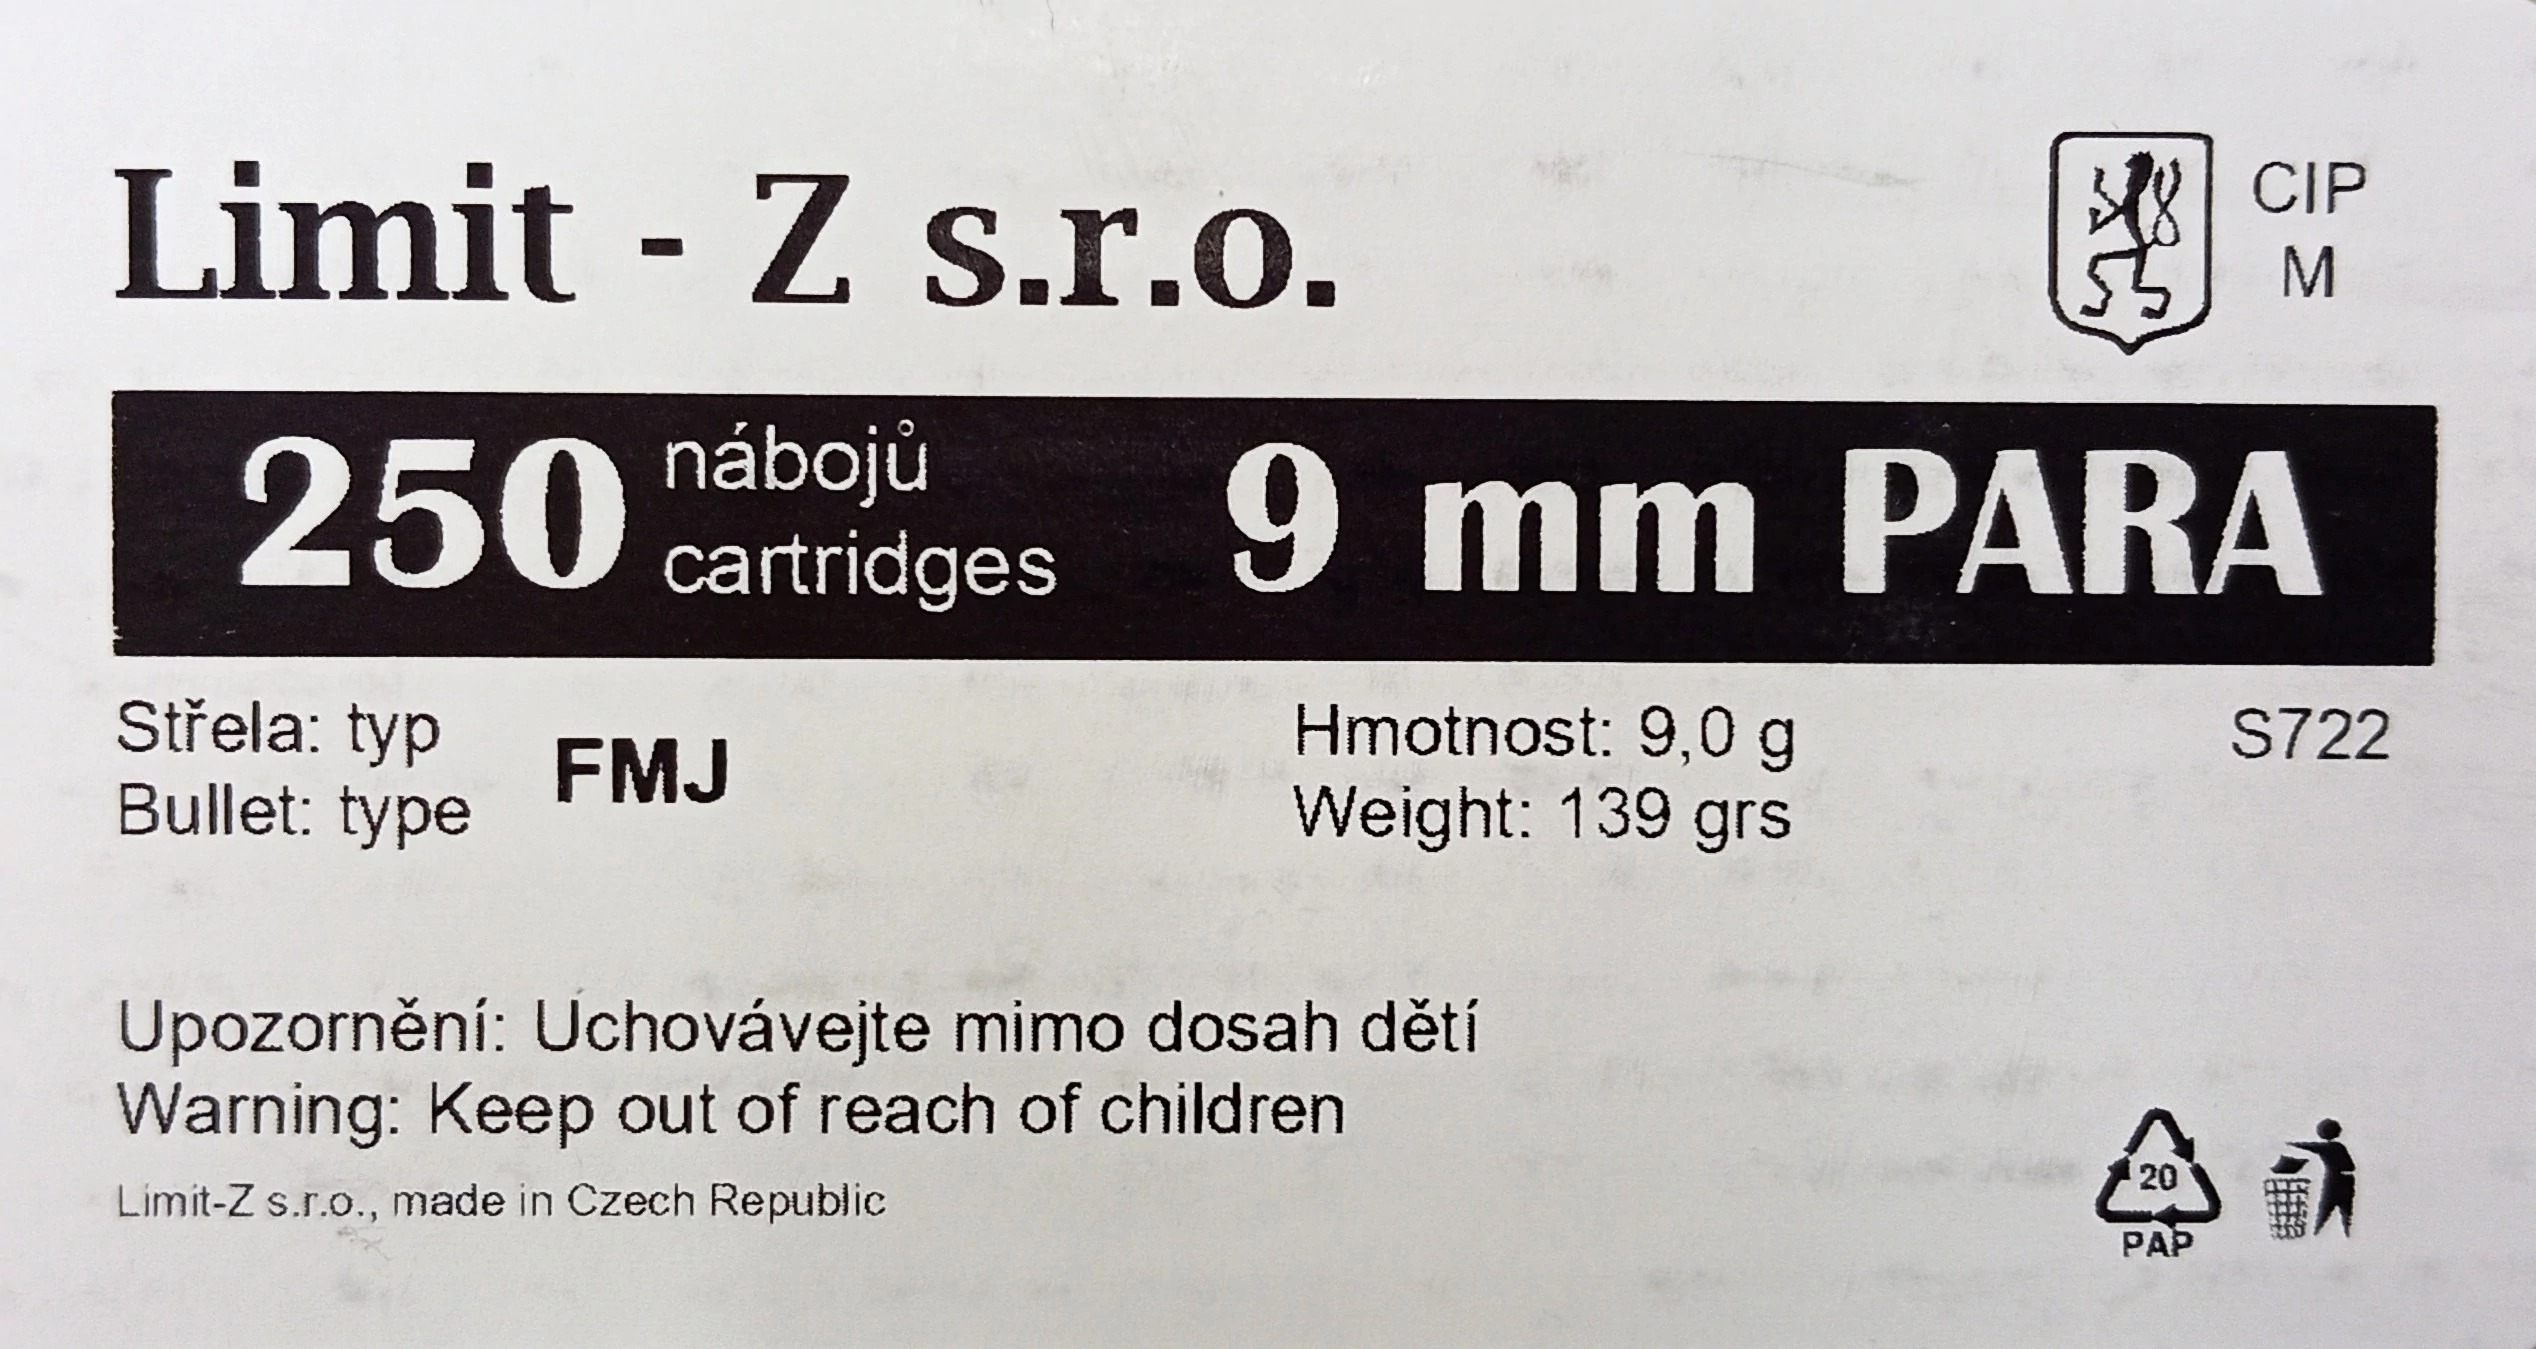 Limit - Z s.r.o.
CIP
M
250 nábojů
cartridges
9 mm PARA
Střela: typ
Bullet: type
FMJ
Hmotnost: 9,0 g
Weight: 139 grs
S722
Upozornění: Uchovávejte mimo dosah dětí
Warning: Keep out of reach of children
Limit-Z s.r.o., made in Czech Republic
20
PAP